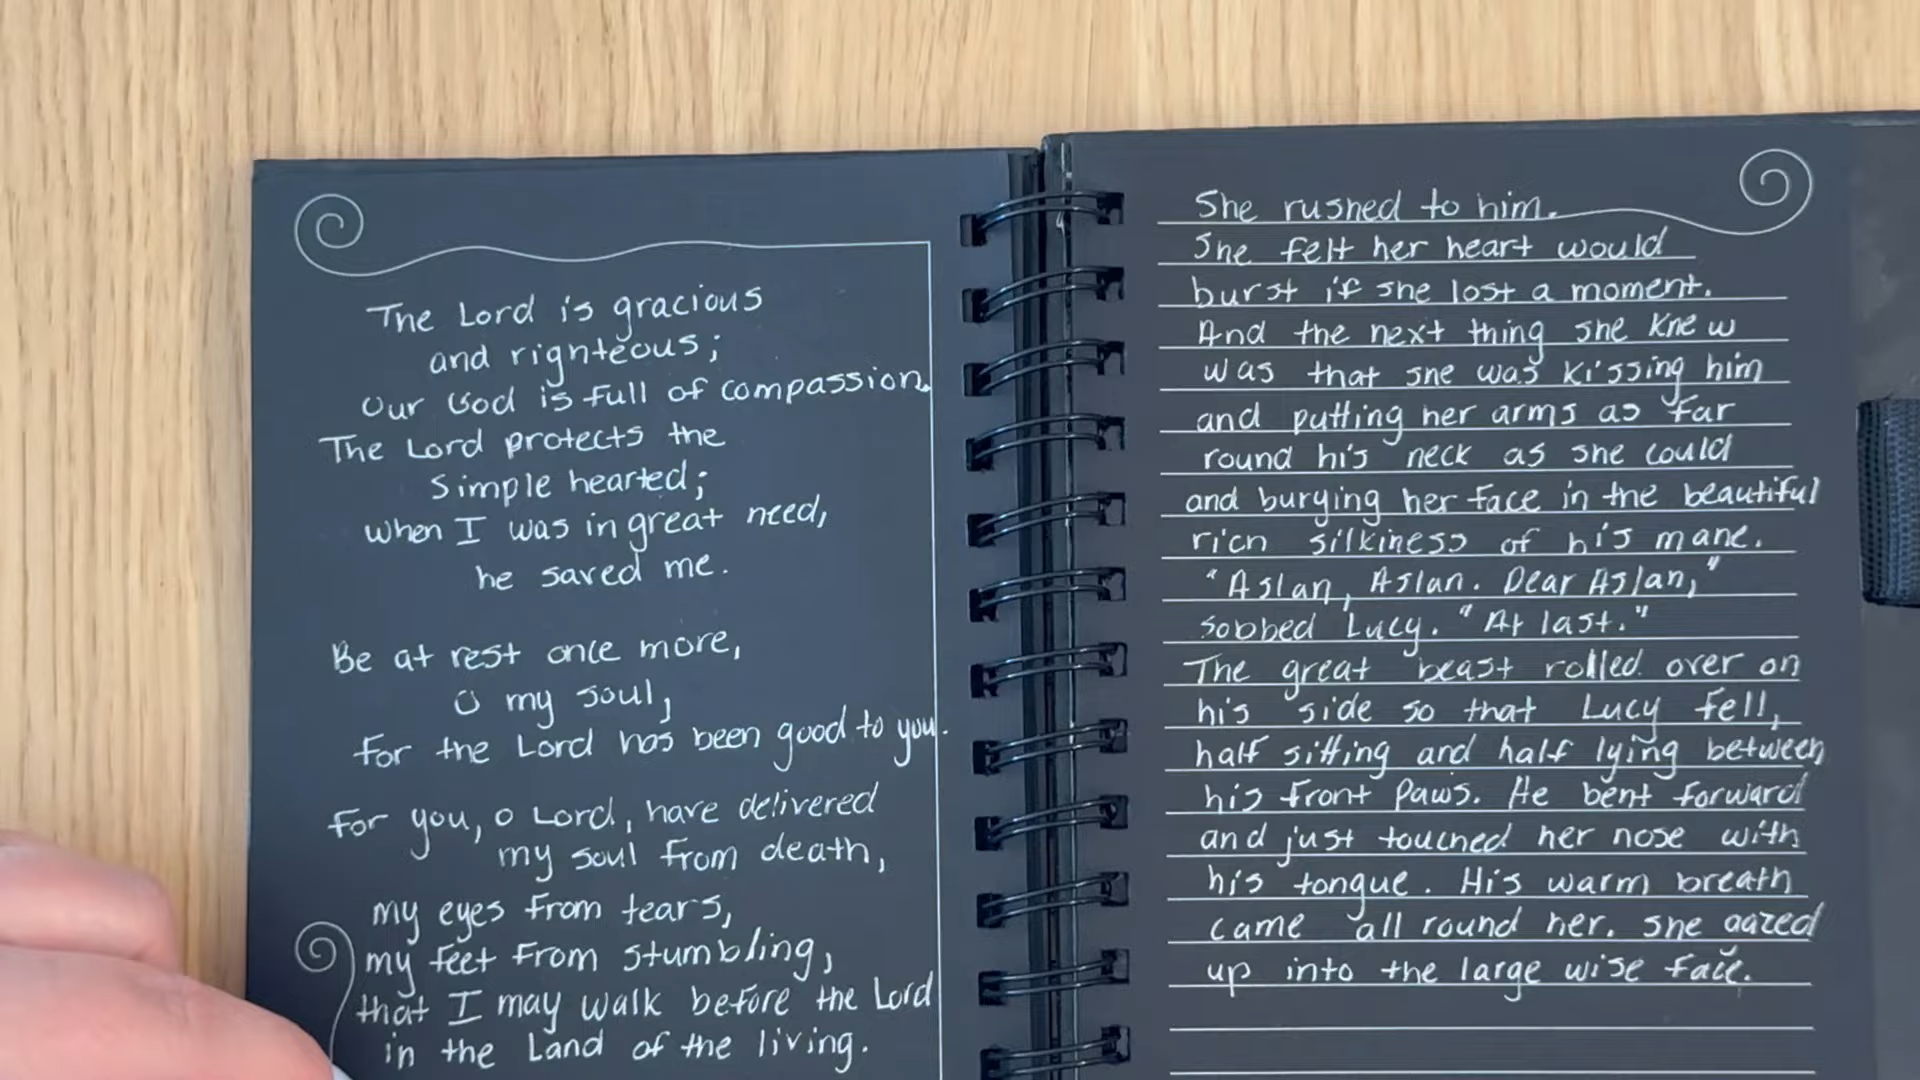 The Lord is gracious
and righteous;
Our God is full of compassion.
The Lord protects the
Simple hearted;
when I was in great need,
he saved me.
Be at rest once more,
O my soul,
for the Lord has been good to you.
For you, O Lord, have delivered
my soul from death,
my eyes from tears,
my feet from stumbling,
that I may walk before the Lord
in the Land of the living.
She rushed to him.
She felt her heart would
burst if she lost a moment.
And the next thing she knew
was that she was kissing him
and putting her arms as far
round his neck as she could
and burying her face in the beautiful
rich silkiness of his mane.
"Aslan, Aslan. Dear Aslan,"
sobbed Lucy. "At last."
The great beast rolled over on
his side so that Lucy fell,
half sitting and half lying between
his front paws. He bent forward
and just touched her nose with
his tongue. His warm breath
came all round her. She gazed
up into the large wise face.